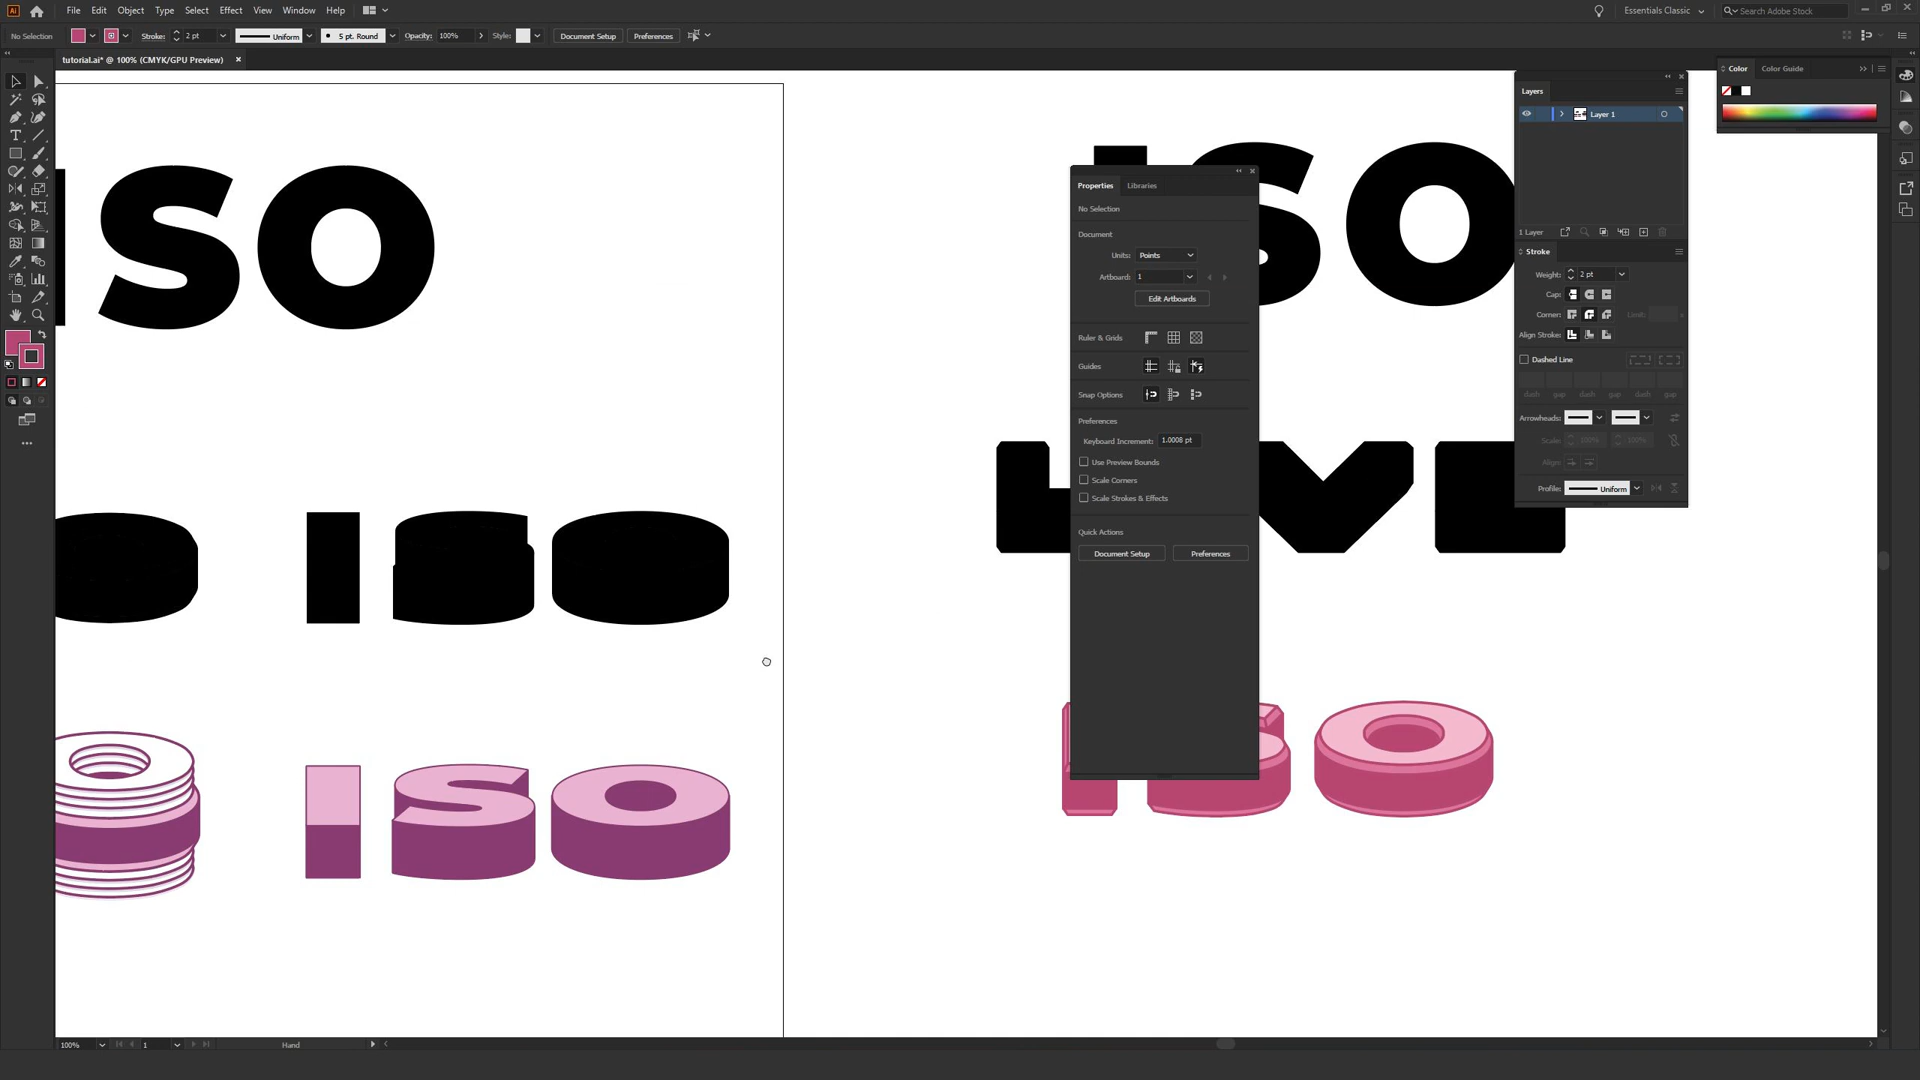 Ai File Edit Object Type Select Effect View Window Help Essentials Classic Search Adobe Stock
No Selection Stroke: 2 pt Uniform 5 pt. Round Opacity: 100% Style: Document Setup Preferences
tutorial.ai* @ 100% (CMYK/GPU Preview)
Color Color Guide
Layers
Layer 1
1 Layer
Stroke
Weight: 2 pt
Cap:
Corner: Limit:
Align Stroke:
Dashed Line
dash gap dash gap dash gap
Arrowheads:
Scale: 100% 100%
Align:
Profile: Uniform
Properties Libraries
No Selection
Document
Units: Points
Artboard: 1
Edit Artboards
Ruler & Grids
Guides
Snap Options
Preferences
Keyboard Increment: 1.0008 pt
Use Preview Bounds
Scale Corners
Scale Strokes & Effects
Quick Actions
Document Setup Preferences
ISO
ISO
ISO
ISO
ISO
100% 1 Hand